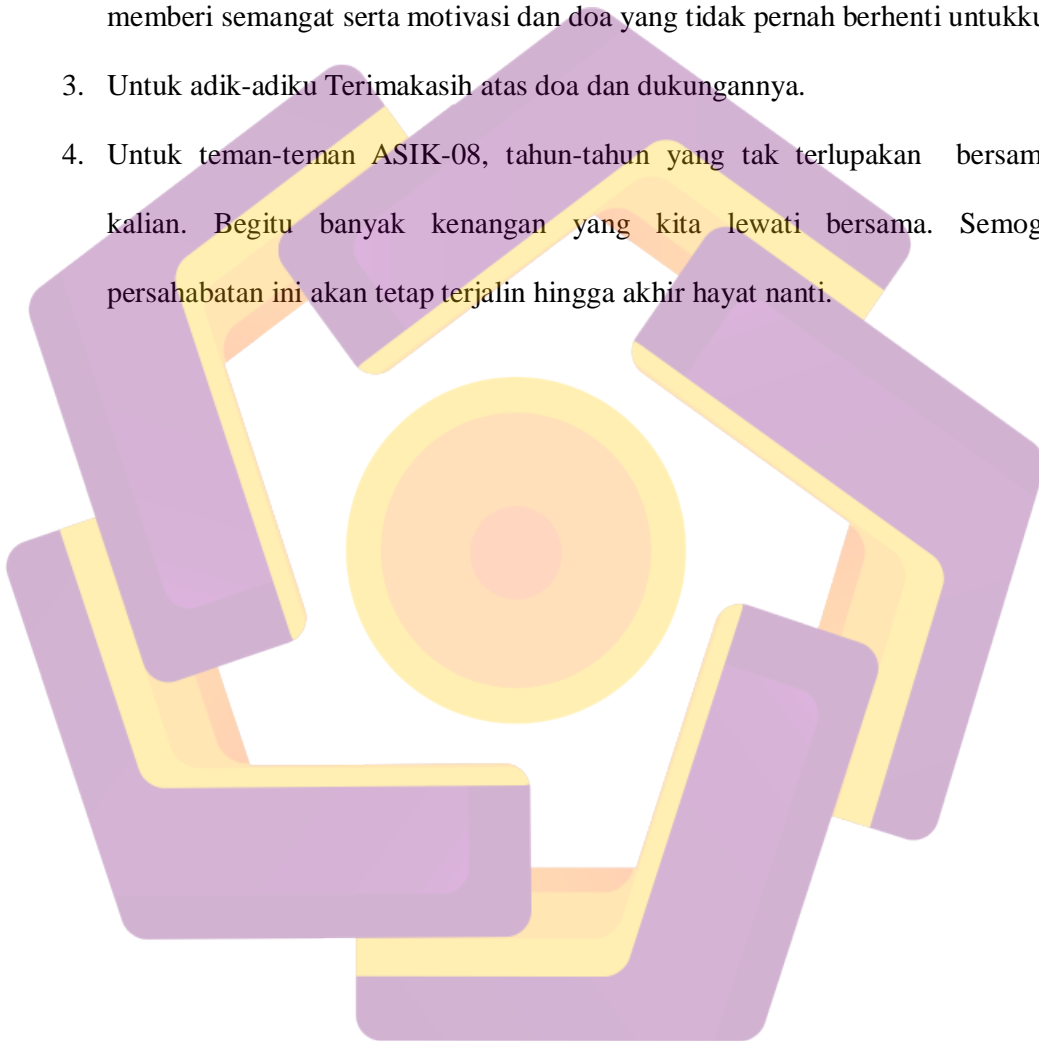 memberi semangat serta motivasi dan doa yang tidak pernah berhenti untukku
3. Untuk adik-adiku Terimakasih atas doa dan dukungannya.
4. Untuk teman-teman ASIK-08, tahun-tahun yang tak terlupakan bersam
kalian. Begitu banyak kenangan yang kita lewati bersama. Semog
persahabatan ini akan tetap terjalin hingga akhir hayat nanti.